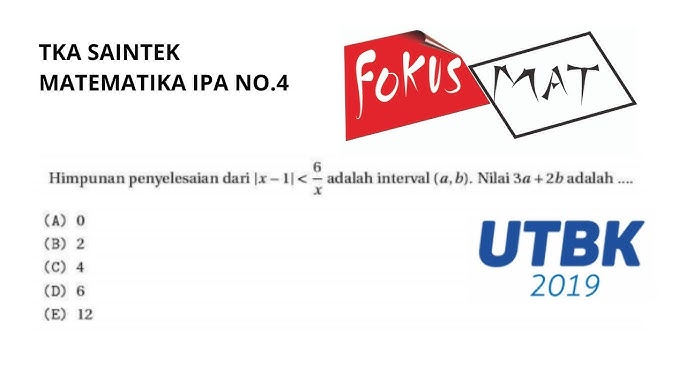 TKA SAINTEK
MATEMATIKA IPA NO.4
FOKUS MAT
Himpunan penyelesaian dari |x − 1| < 6/x adalah interval (a, b). Nilai 3a + 2b adalah ....
(A) 0
(B) 2
(C) 4
(D) 6
(E) 12
UTBK
2019